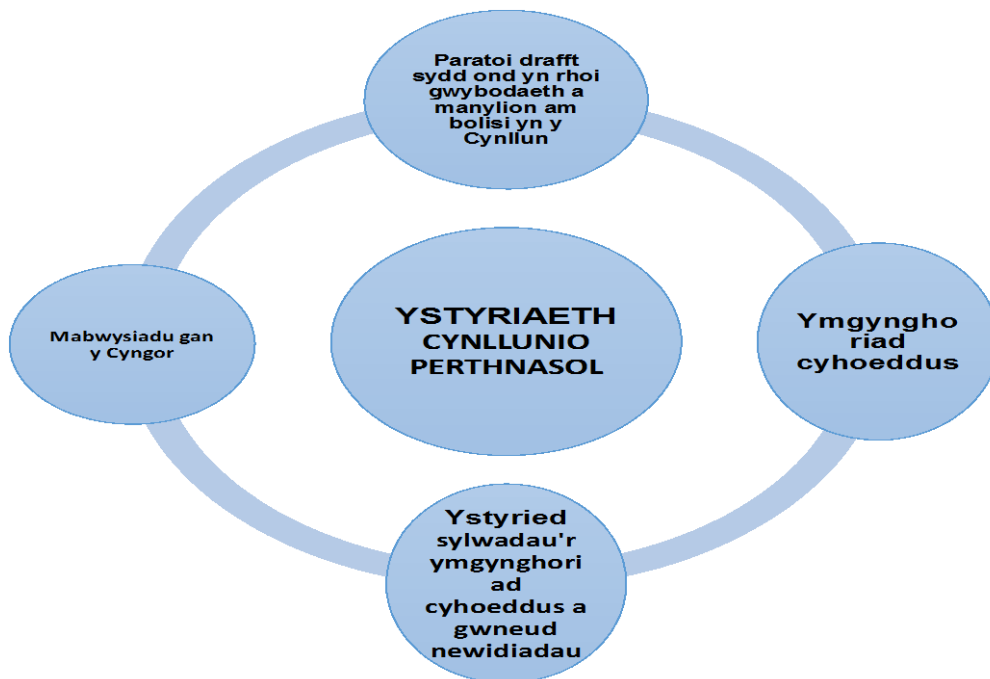 Paratoi drafft
sydd ond yn rhoi
gwybodaeth a
manylion am
bolisi yn y
Cynllun
YSTYRIAETH
CYNLLUNIO
PERTHNASOL
Ymgyngho
riad
cyhoeddus
Ystyried
sylwadau'r
ymgynghori
ad
cyhoeddus a
gwneud
newidiadau
Mabwysiadu gan
y Cyngor